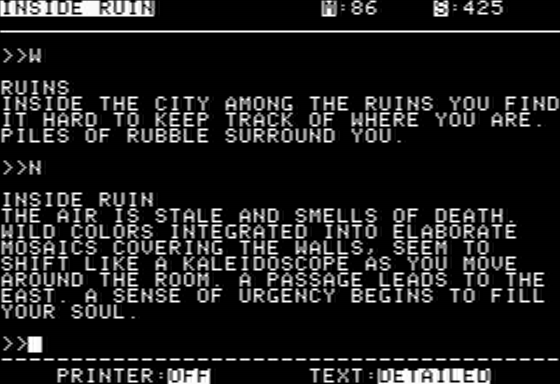 INSIDE RUIN M:86 S:425
>>W
RUINS
INSIDE THE CITY AMONG THE RUINS YOU FIND
IT HARD TO KEEP TRACK OF WHERE YOU ARE.
PILES OF RUBBLE SURROUND YOU.
>>N
INSIDE RUIN
THE AIR IS STALE AND SMELLS OF DEATH.
WILD COLORS INTEGRATED INTO ELABORATE
MOSAICS COVERING THE WALLS, SEEM TO
SHIFT LIKE A KALEIDOSCOPE AS YOU MOVE
AROUND THE ROOM. A PASSAGE LEADS TO THE
EAST. A SENSE OF URGENCY BEGINS TO FILL
YOUR SOUL.
>>
PRINTER:OFF TEXT:DETAILED